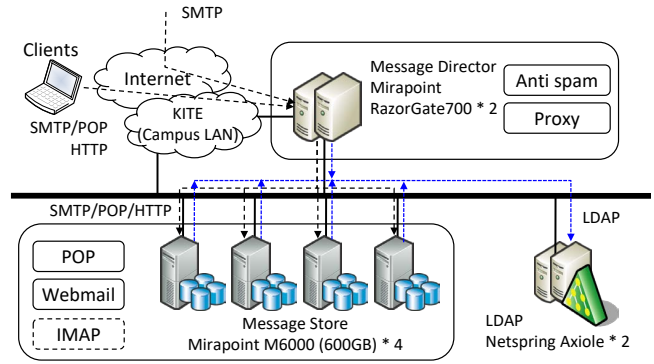 SMTP
Clients
Internet
KITE
(Campus LAN)
SMTP/POP
HTTP
Message Director
Mirapoint
RazorGate700 * 2
Anti spam
Proxy
SMTP/POP/HTTP
LDAP
POP
Webmail
IMAP
Message Store
Mirapoint M6000 (600GB) * 4
LDAP
Netspring Axiole * 2